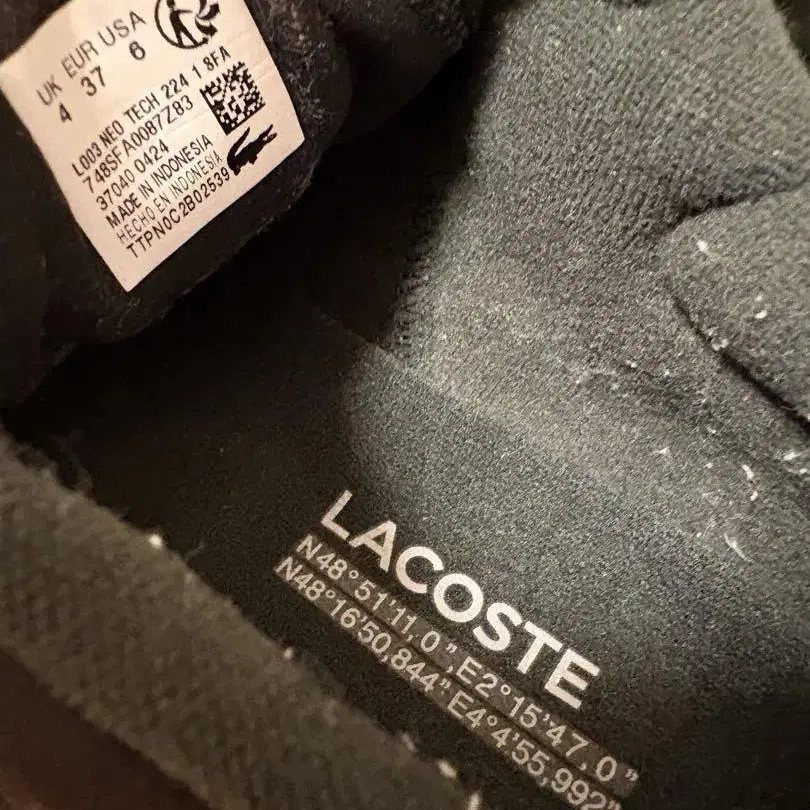 UK EUR USA
4 37 6
L003 NEO TECH 224 1 SFA
748SFA0087Z83
37040 0424
MADE IN INDONESIA
HECHO EN INDONESIA
TTPN0C2B02539
LACOSTE
N48°51'11,0",E2°15'47,0"
N48°16'50,844" E4°4'55,992"